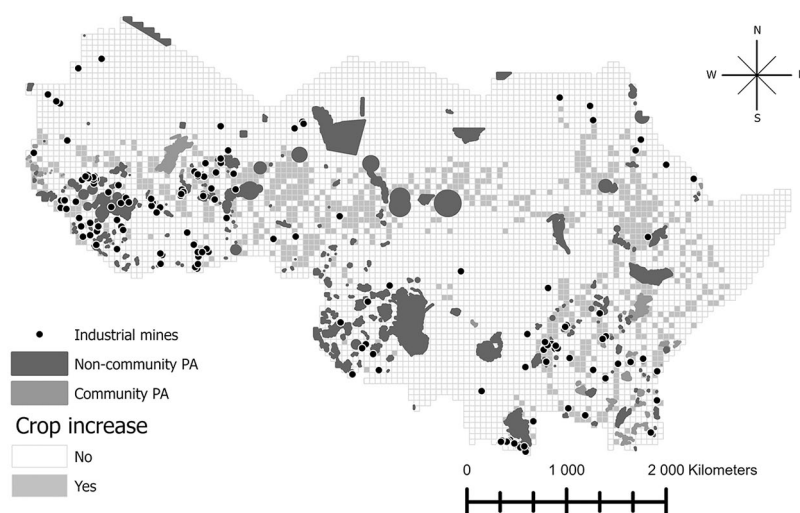 N
W
E
S
Industrial mines
Non-community PA
Community PA
Crop increase
No
Yes
0 1 000 2 000 Kilometers